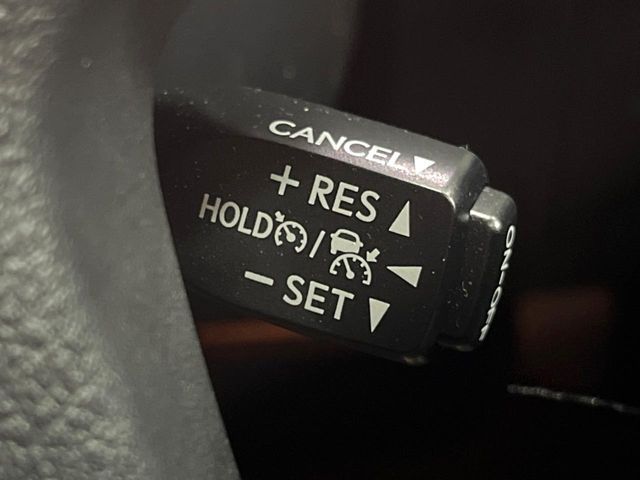 CANCEL▼
+ RES ▲
HOLD / ◀
− SET ▼
ON·OFF